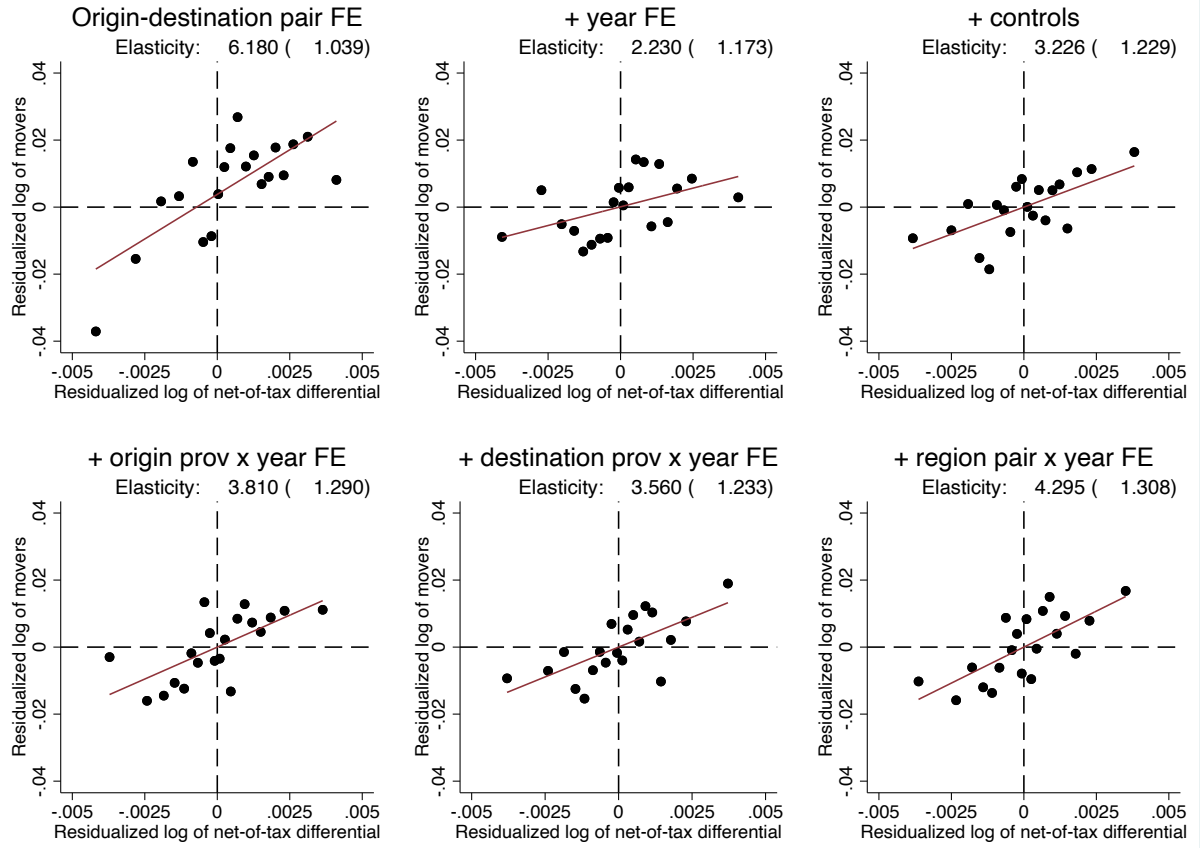 Origin-destination pair FE
Elasticity: 6.180 ( 1.039)
Residualized log of movers
.04
.02
0
-.02
-.04
-.005 -.0025 0 .0025 .005
Residualized log of net-of-tax differential
+ year FE
Elasticity: 2.230 ( 1.173)
Residualized log of movers
.04
.02
0
-.02
-.04
-.005 -.0025 0 .0025 .005
Residualized log of net-of-tax differential
+ controls
Elasticity: 3.226 ( 1.229)
Residualized log of movers
.04
.02
0
-.02
-.04
-.005 -.0025 0 .0025 .005
Residualized log of net-of-tax differential
+ origin prov x year FE
Elasticity: 3.810 ( 1.290)
Residualized log of movers
.04
.02
0
-.02
-.04
-.005 -.0025 0 .0025 .005
Residualized log of net-of-tax differential
+ destination prov x year FE
Elasticity: 3.560 ( 1.233)
Residualized log of movers
.04
.02
0
-.02
-.04
-.005 -.0025 0 .0025 .005
Residualized log of net-of-tax differential
+ region pair x year FE
Elasticity: 4.295 ( 1.308)
Residualized log of movers
.04
.02
0
-.02
-.04
-.005 -.0025 0 .0025 .005
Residualized log of net-of-tax differential